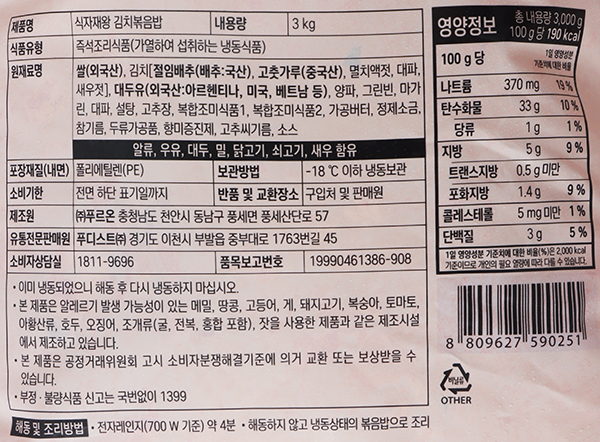 제품명 식자재왕 김치볶음밥 내용량 3 kg
식품유형 즉석조리식품(가열하여 섭취하는 냉동식품)
원재료명 쌀(외국산), 김치[절임배추(배추:국산), 고춧가루(중국산), 멸치액젓, 대파,
새우젓], 대두유(외국산:아르헨티나, 미국, 베트남 등), 양파, 그린빈, 마가
린, 대파, 설탕, 고추장, 복합조미식품1, 복합조미식품2, 가공버터, 정제소금,
참기름, 두류가공품, 향미증진제, 고추씨기름, 소스
알류, 우유, 대두, 밀, 닭고기, 쇠고기, 새우 함유
포장재질(내면) 폴리에틸렌(PE) 보관방법 -18 ℃ 이하 냉동보관
소비기한 전면 하단 표기일까지 반품 및 교환장소 구입처 및 판매원
제조원 ㈜푸르온 충청남도 천안시 동남구 풍세면 풍세산단로 57
유통전문판매원 푸디스트㈜ 경기도 이천시 부발읍 중부대로 1763번길 45
소비자상담실 1811-9696 품목보고번호 19990461386-908
• 이미 냉동되었으니 해동 후 다시 냉동하지 마십시오.
• 본 제품은 알레르기 발생 가능성이 있는 메밀, 땅콩, 고등어, 게, 돼지고기, 복숭아, 토마토,
아황산류, 호두, 오징어, 조개류(굴, 전복, 홍합 포함), 잣을 사용한 제품과 같은 제조시설
에서 제조하고 있습니다.
• 본 제품은 공정거래위원회 고시 소비자분쟁해결기준에 의거 교환 또는 보상받을 수
있습니다.
• 부정·불량식품 신고는 국번없이 1399
해동 및 조리방법 • 전자레인지(700 W 기준) 약 4분 • 해동하지 않고 냉동상태의 볶음밥으로 조리
영양정보 총 내용량 3,000 g
100 g 당 190 kcal
100 g 당 1일 영양성분
기준치에 대한 비율
나트륨 370 mg 19 %
탄수화물 33 g 10 %
당류 1 g 1 %
지방 5 g 9 %
트랜스지방 0.5 g 미만
포화지방 1.4 g 9 %
콜레스테롤 5 mg 미만 1 %
단백질 3 g 5 %
1일 영양성분 기준치에 대한 비율(%)은 2,000 kcal
기준이므로 개인의 필요 열량에 따라 다를 수 있습니다.
8 809627 590251
비닐류
OTHER